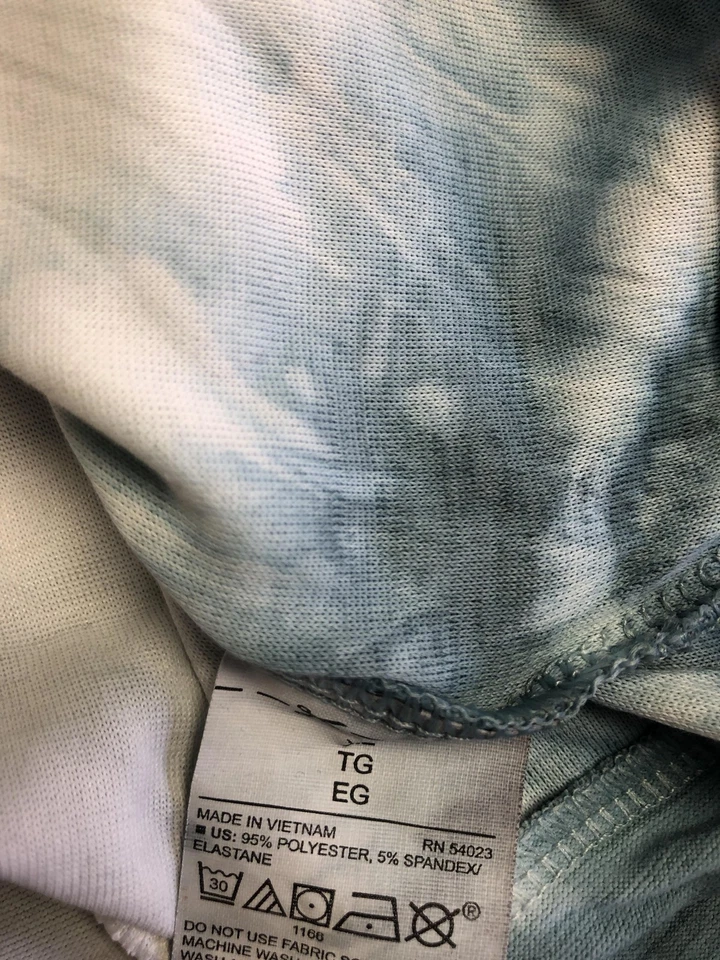 TG
EG
MADE IN VIETNAM RN 54023
US: 95% POLYESTER, 5% SPANDEX/
ELASTANE
30 ®
1166
DO NOT USE FABRIC
MACHINE WASH